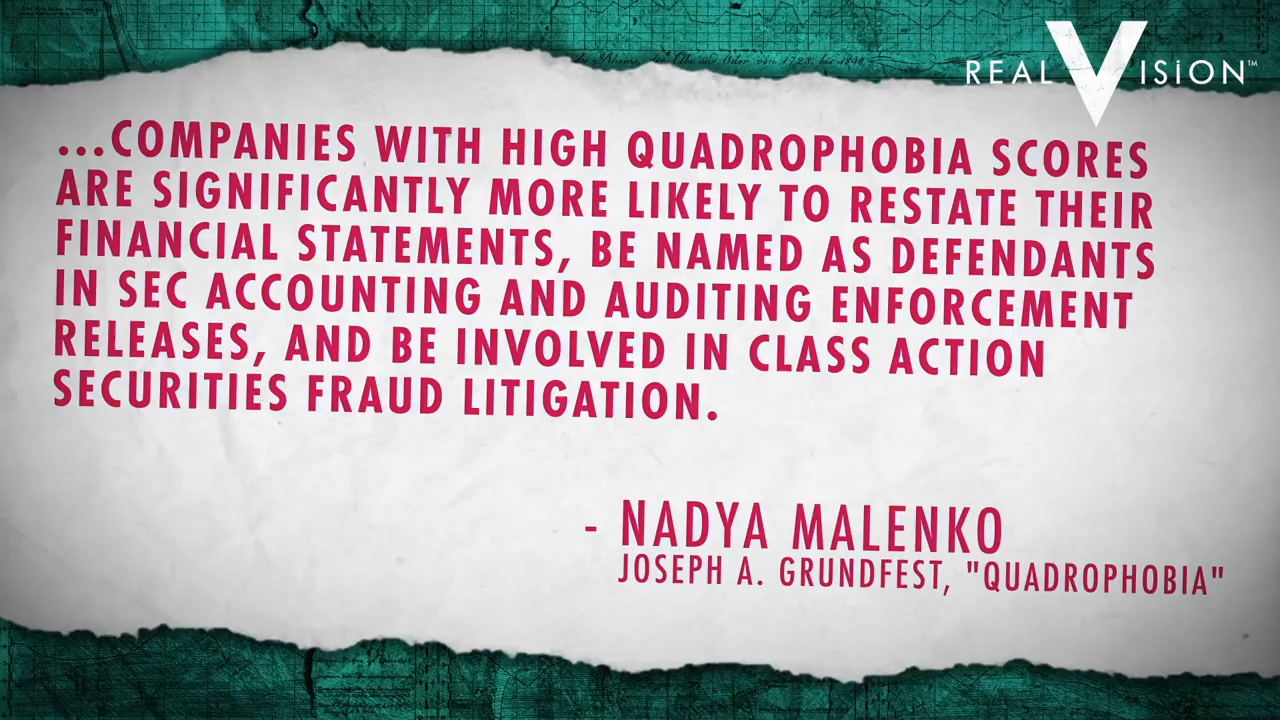 REAL VISION™
...COMPANIES WITH HIGH QUADROPHOBIA SCORES
ARE SIGNIFICANTLY MORE LIKELY TO RESTATE THEIR
FINANCIAL STATEMENTS, BE NAMED AS DEFENDANTS
IN SEC ACCOUNTING AND AUDITING ENFORCEMENT
RELEASES, AND BE INVOLVED IN CLASS ACTION
SECURITIES FRAUD LITIGATION.
- NADYA MALENKO
JOSEPH A. GRUNDFEST, "QUADROPHOBIA"